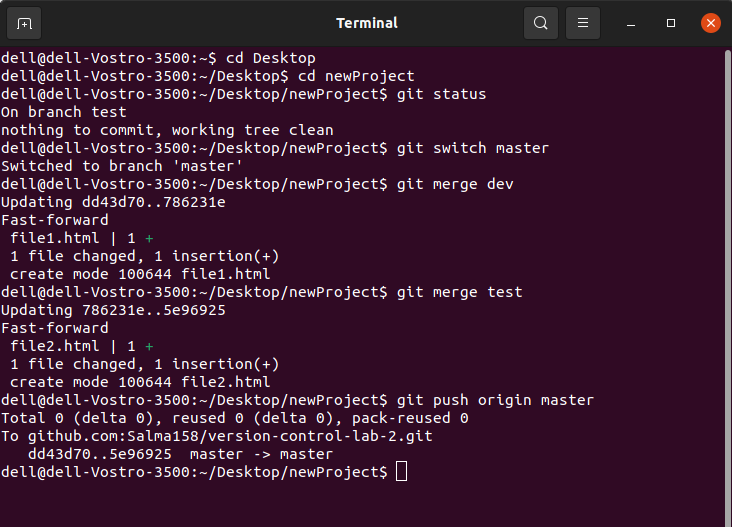 Terminal
dell@dell-Vostro-3500:~$ cd Desktop
dell@dell-Vostro-3500:~/Desktop$ cd newProject
dell@dell-Vostro-3500:~/Desktop/newProject$ git status
On branch test
nothing to commit, working tree clean
dell@dell-Vostro-3500:~/Desktop/newProject$ git switch master
Switched to branch 'master'
dell@dell-Vostro-3500:~/Desktop/newProject$ git merge dev
Updating dd43d70..786231e
Fast-forward
 file1.html | 1 +
 1 file changed, 1 insertion(+)
 create mode 100644 file1.html
dell@dell-Vostro-3500:~/Desktop/newProject$ git merge test
Updating 786231e..5e96925
Fast-forward
 file2.html | 1 +
 1 file changed, 1 insertion(+)
 create mode 100644 file2.html
dell@dell-Vostro-3500:~/Desktop/newProject$ git push origin master
Total 0 (delta 0), reused 0 (delta 0), pack-reused 0
To github.com:Salma158/version-control-lab-2.git
   dd43d70..5e96925  master -> master
dell@dell-Vostro-3500:~/Desktop/newProject$